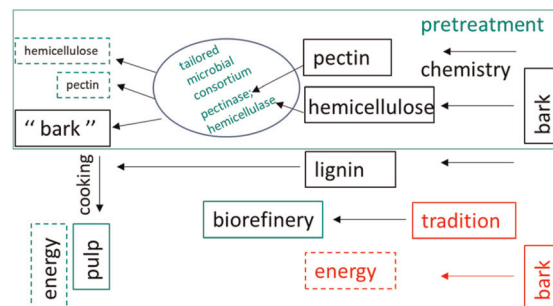 pretreatment
hemicellulose
pectin
“ bark ”
tailored
microbial
consortium
pectinase;
hemicellulase
pectin
chemistry
hemicellulose
bark
cooking
lignin
energy
pulp
biorefinery
tradition
energy
bark